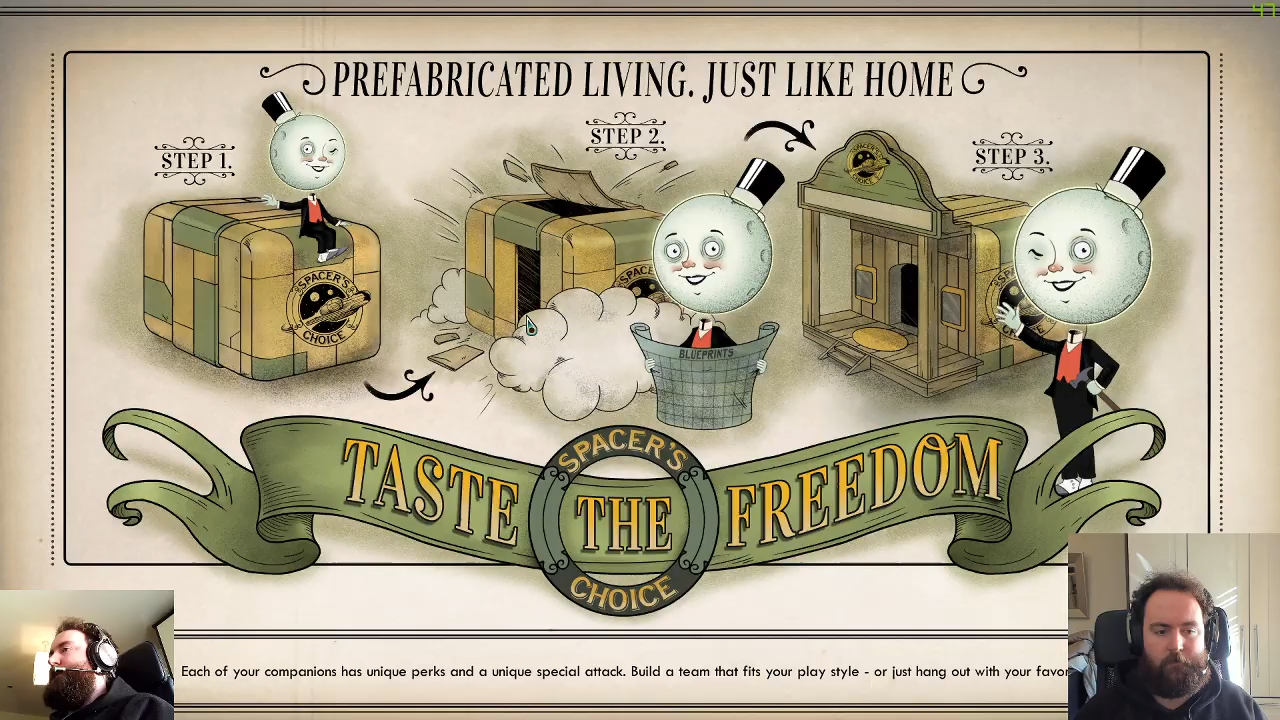 47
PREFABRICATED LIVING. JUST LIKE HOME
STEP 1.
STEP 2.
STEP 3.
SPACER'S
CHOICE
BLUEPRINTS
TASTE THE FREEDOM
SPACER'S
CHOICE
Each of your companions has unique perks and a unique special attack. Build a team that fits your play style - or just hang out with your favor